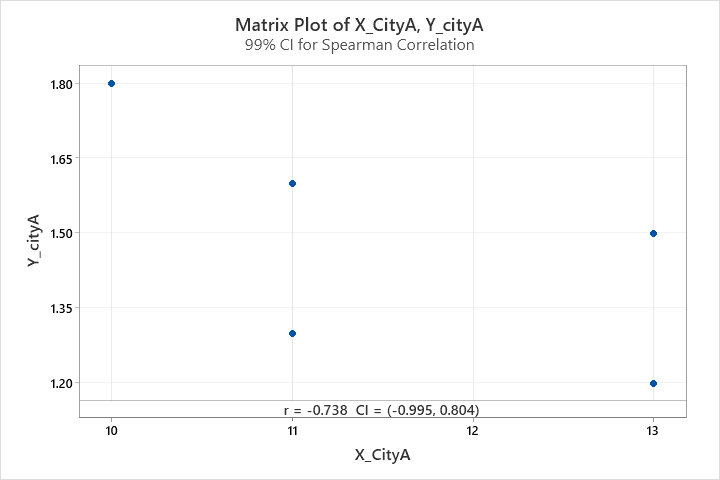 Matrix Plot of X_CityA, Y_cityA
99% CI for Spearman Correlation
1.80
1.65
1.50
1.35
1.20
Y_cityA
r = -0.738 CI = (-0.995, 0.804)
10 11 12 13
X_CityA